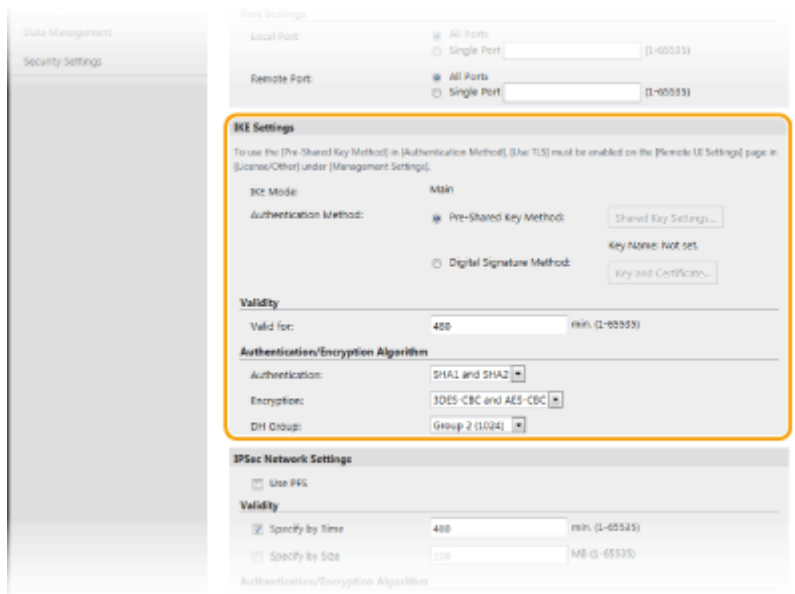 Port Settings
Data Management
Local Port:
All Ports
Single Port
(1-65535)
Security Settings
Remote Port:
All Ports
Single Port
(1-65535)
IKE Settings
To use the [Pre-Shared Key Method] in [Authentication Method], [Use TLS] must be enabled on the [Remote UI Settings] page in
[License/Other] under [Management Settings].
IKE Mode:
Main
Authentication Method:
Pre-Shared Key Method:
Shared Key Settings...
Key Name: Not set.
Digital Signature Method:
Key and Certificate...
Validity
Valid for:
480
min. (1-65535)
Authentication/Encryption Algorithm
Authentication:
SHA1 and SHA2
Encryption:
3DES-CBC and AES-CBC
DH Group:
Group 2 (1024)
IPSec Network Settings
Use PFS
Validity
Specify by Time
480
min. (1-65535)
Specify by Size
100
MB (1-65535)
Authentication/Encryption Algorithm